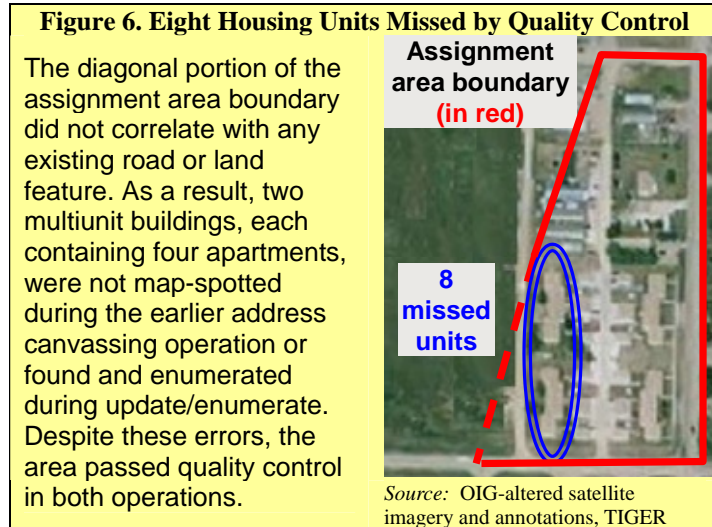 Figure 6. Eight Housing Units Missed by Quality Control
The diagonal portion of the
assignment area boundary
did not correlate with any
existing road or land
feature. As a result, two
multiunit buildings, each
containing four apartments,
were not map-spotted
during the earlier address
canvassing operation or
found and enumerated
during update/enumerate.
Despite these errors, the
area passed quality control
in both operations.
Assignment
area boundary
(in red)
8
missed
units
Source: OIG-altered satellite
imagery and annotations, TIGER